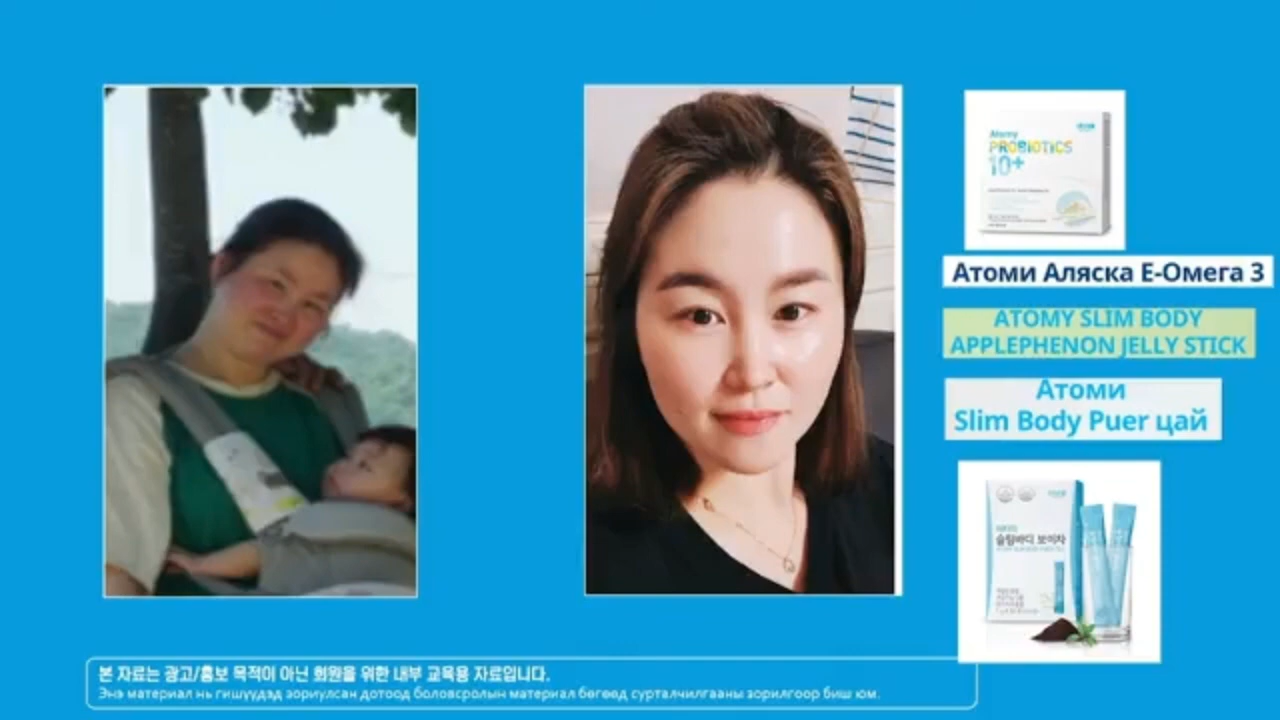 Atomy
PROBIOTICS
10+
Атоми Аляска Е-Омега 3
ATOMY SLIM BODY
APPLEPHENON JELLY STICK
Атоми
Slim Body Puer цай
슬림바디 보이차
본 자료는 광고/홍보 목적이 아닌 회원을 위한 내부 교육용 자료입니다.
Энэ материал нь гишүүдэд зориулсан дотоод боловсролын материал бөгөөд сурталчилгааны зорилгоор биш юм.